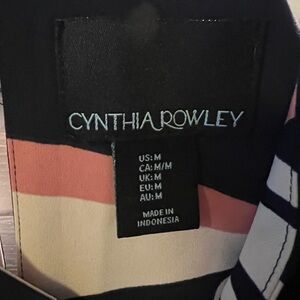 CYNTHIA ROWLEY
US: M
CA: M/M
UK: M
EU: M
AU: M
MADE IN
INDONESIA